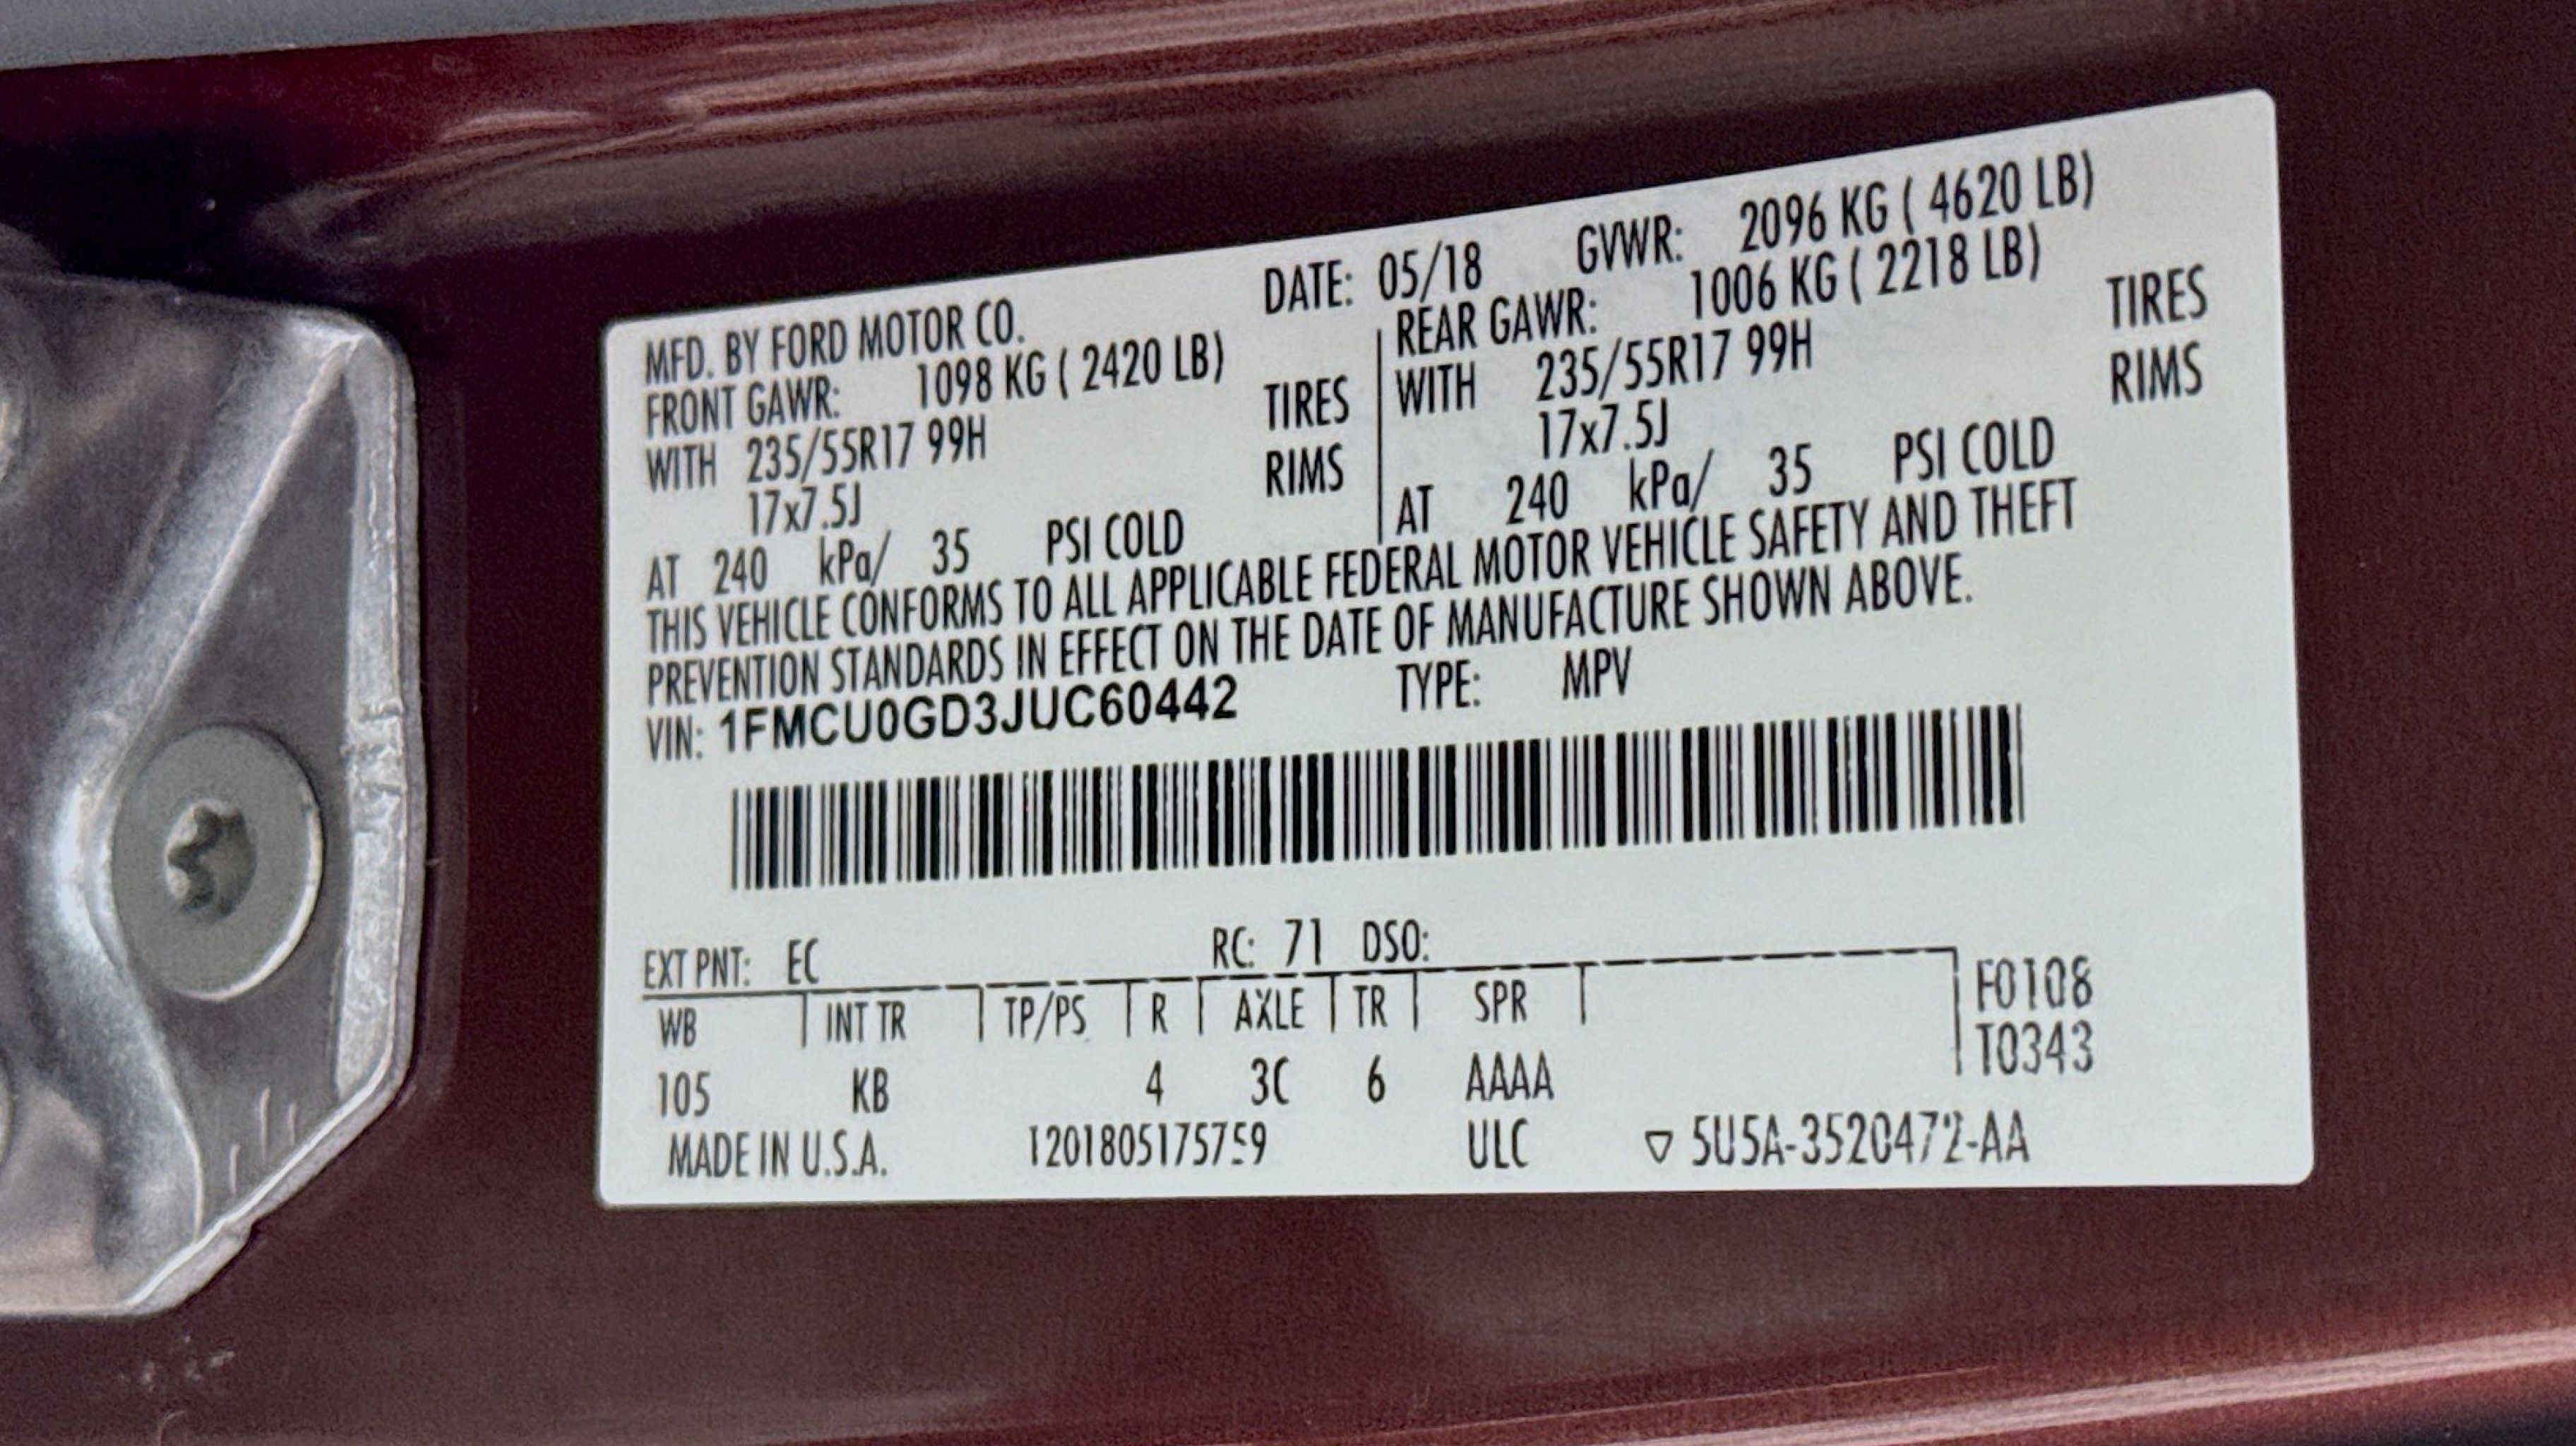 MFD. BY FORD MOTOR CO. DATE: 05/18 GVWR: 2096 KG ( 4620 LB)
FRONT GAWR: 1098 KG ( 2420 LB) REAR GAWR: 1006 KG ( 2218 LB)
WITH 235/55R17 99H TIRES WITH 235/55R17 99H TIRES
17x7.5J RIMS 17x7.5J RIMS
AT 240 kPa/ 35 PSI COLD AT 240 kPa/ 35 PSI COLD
THIS VEHICLE CONFORMS TO ALL APPLICABLE FEDERAL MOTOR VEHICLE SAFETY AND THEFT
PREVENTION STANDARDS IN EFFECT ON THE DATE OF MANUFACTURE SHOWN ABOVE.
VIN: 1FMCU0GD3JUC60442 TYPE: MPV
EXT PNT: EC RC: 71 DSO:
WB INT TR TP/PS R AXLE TR SPR F0108
T0343
105 KB 4 3C 6 AAAA
MADE IN U.S.A. 1201805175759 ULC ▽ 5U5A-3520472-AA